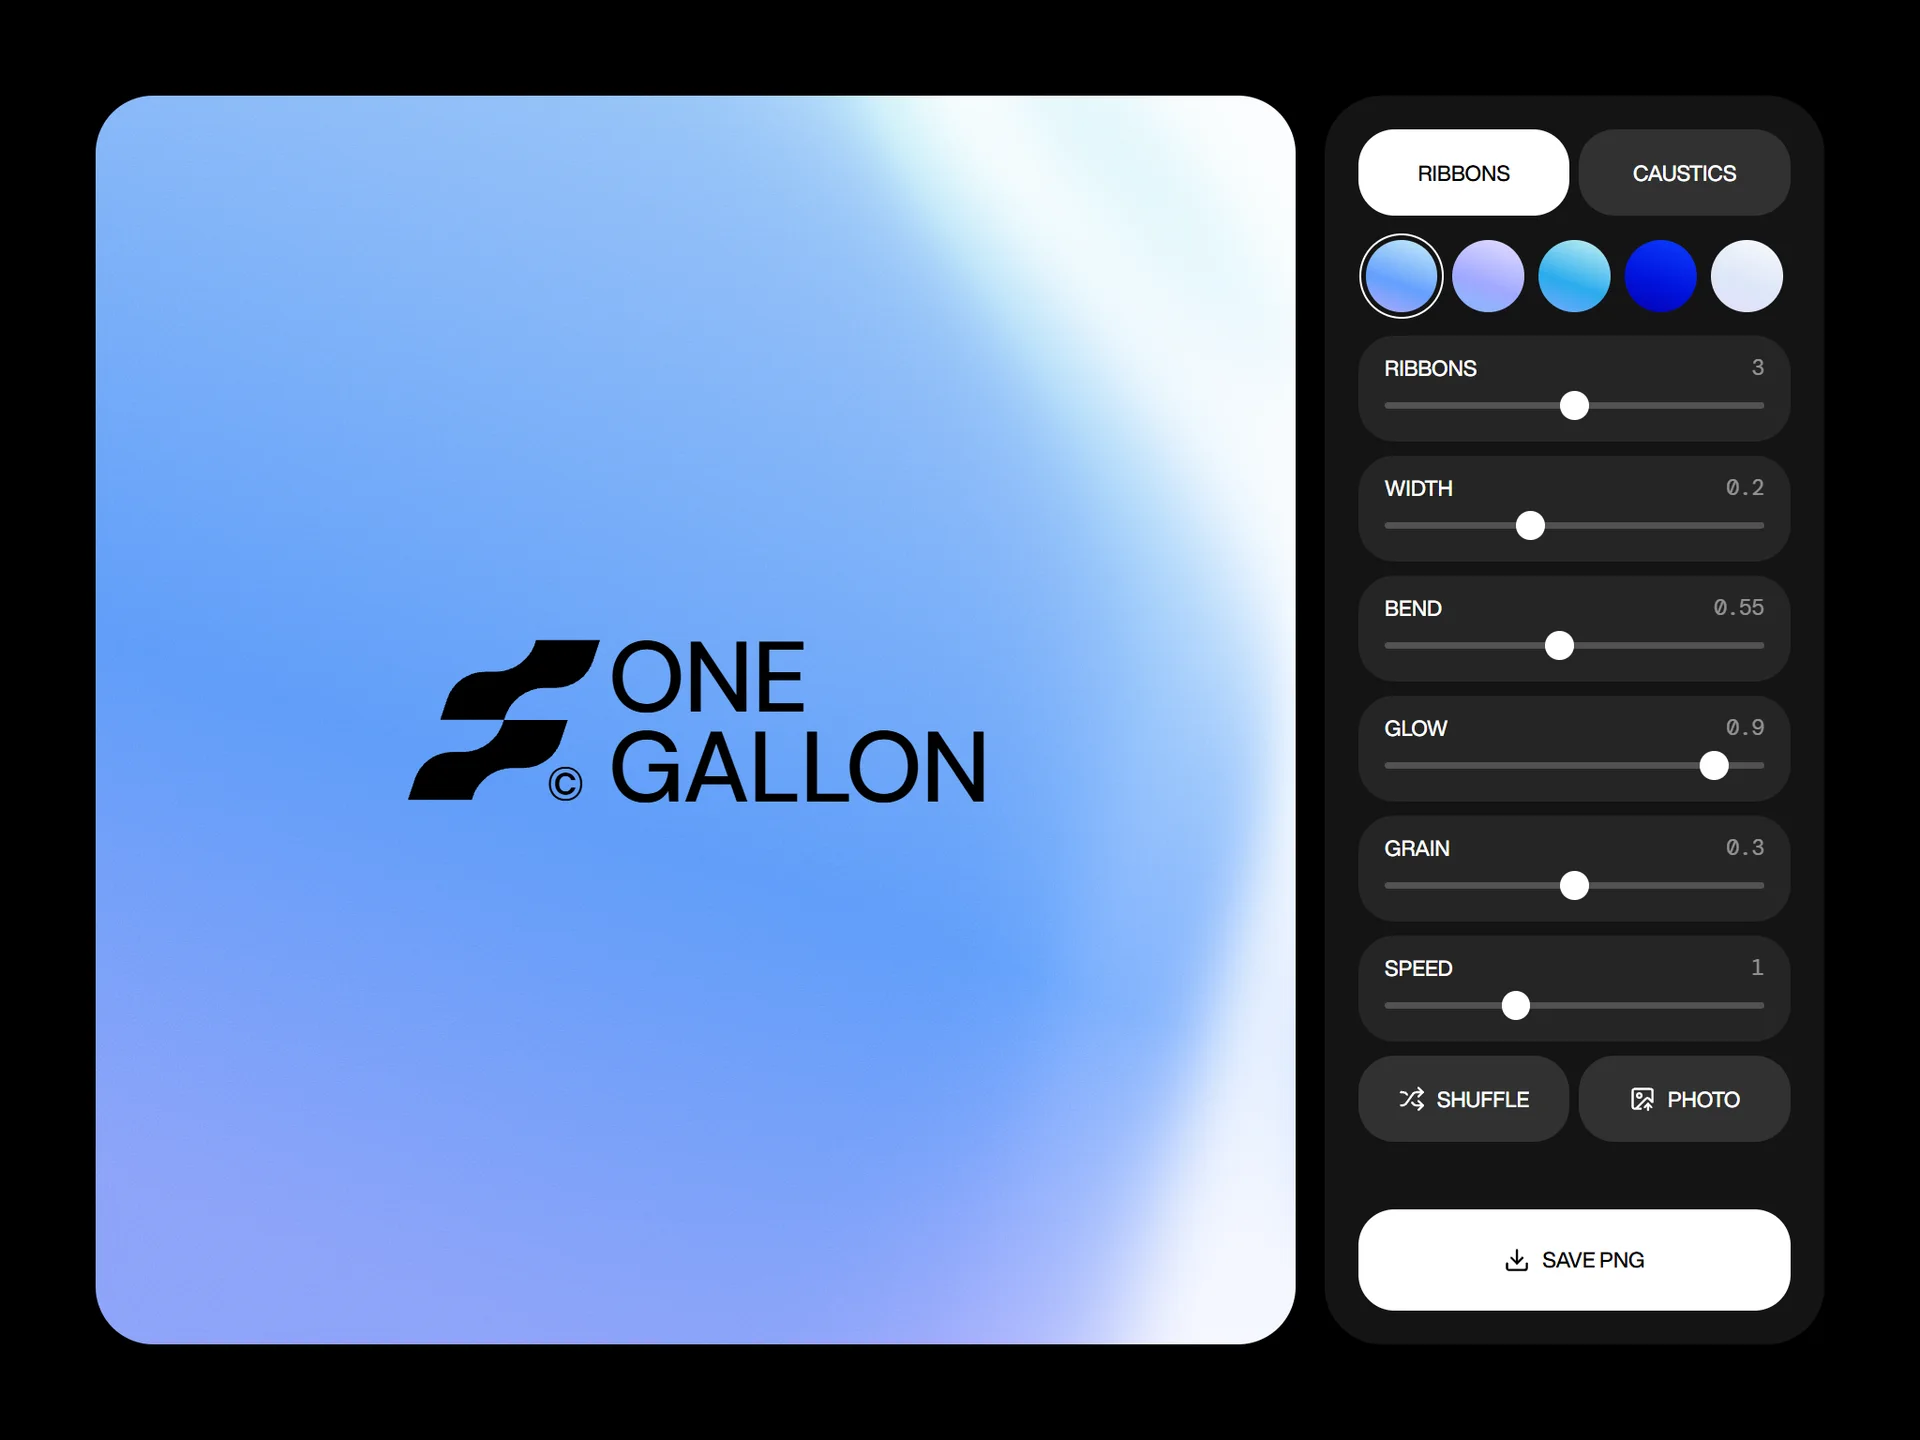 ONE
GALLON
©
RIBBONS
CAUSTICS
RIBBONS 3
WIDTH 0.2
BEND 0.55
GLOW 0.9
GRAIN 0.3
SPEED 1
SHUFFLE
PHOTO
SAVE PNG